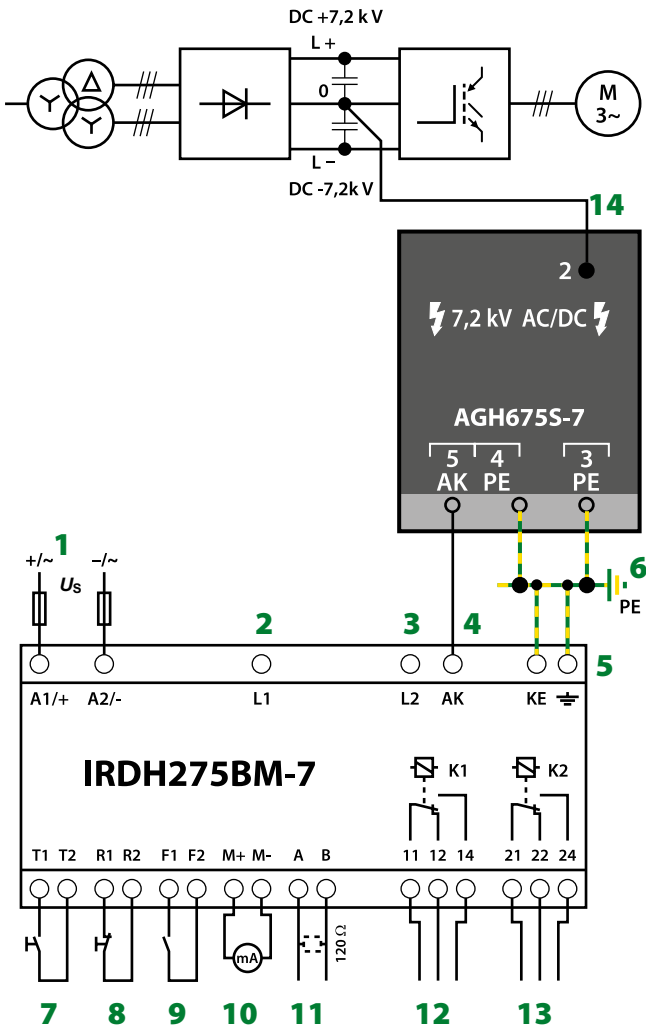 DC +7,2 k V
L +
0
L −
DC -7,2k V
M
3~
14
2
7,2 kV AC/DC
AGH675S-7
5 4 3
AK PE PE
1
+/~ −/~
Us
6
PE
2 3 4 5
A1/+ A2/- L1 L2 AK KE
IRDH275BM-7
K1 K2
T1 T2 R1 R2 F1 F2 M+ M- A B 11 12 14 21 22 24
mA
120 Ω
7 8 9 10 11 12 13